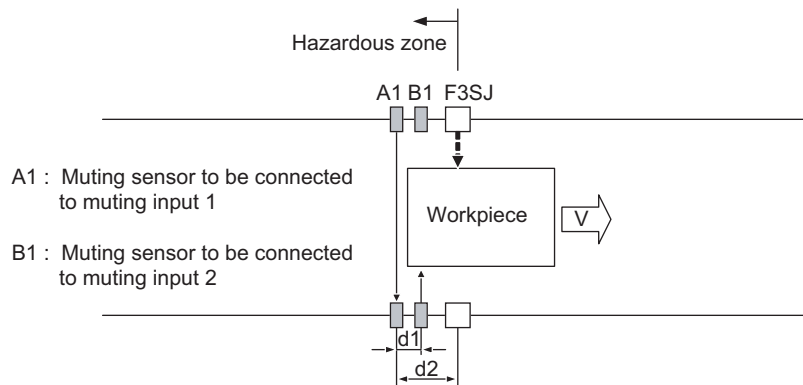 Hazardous zone
A1 B1 F3SJ
A1 : Muting sensor to be connected
to muting input 1
Workpiece
V
B1 : Muting sensor to be connected
to muting input 2
d1
d2